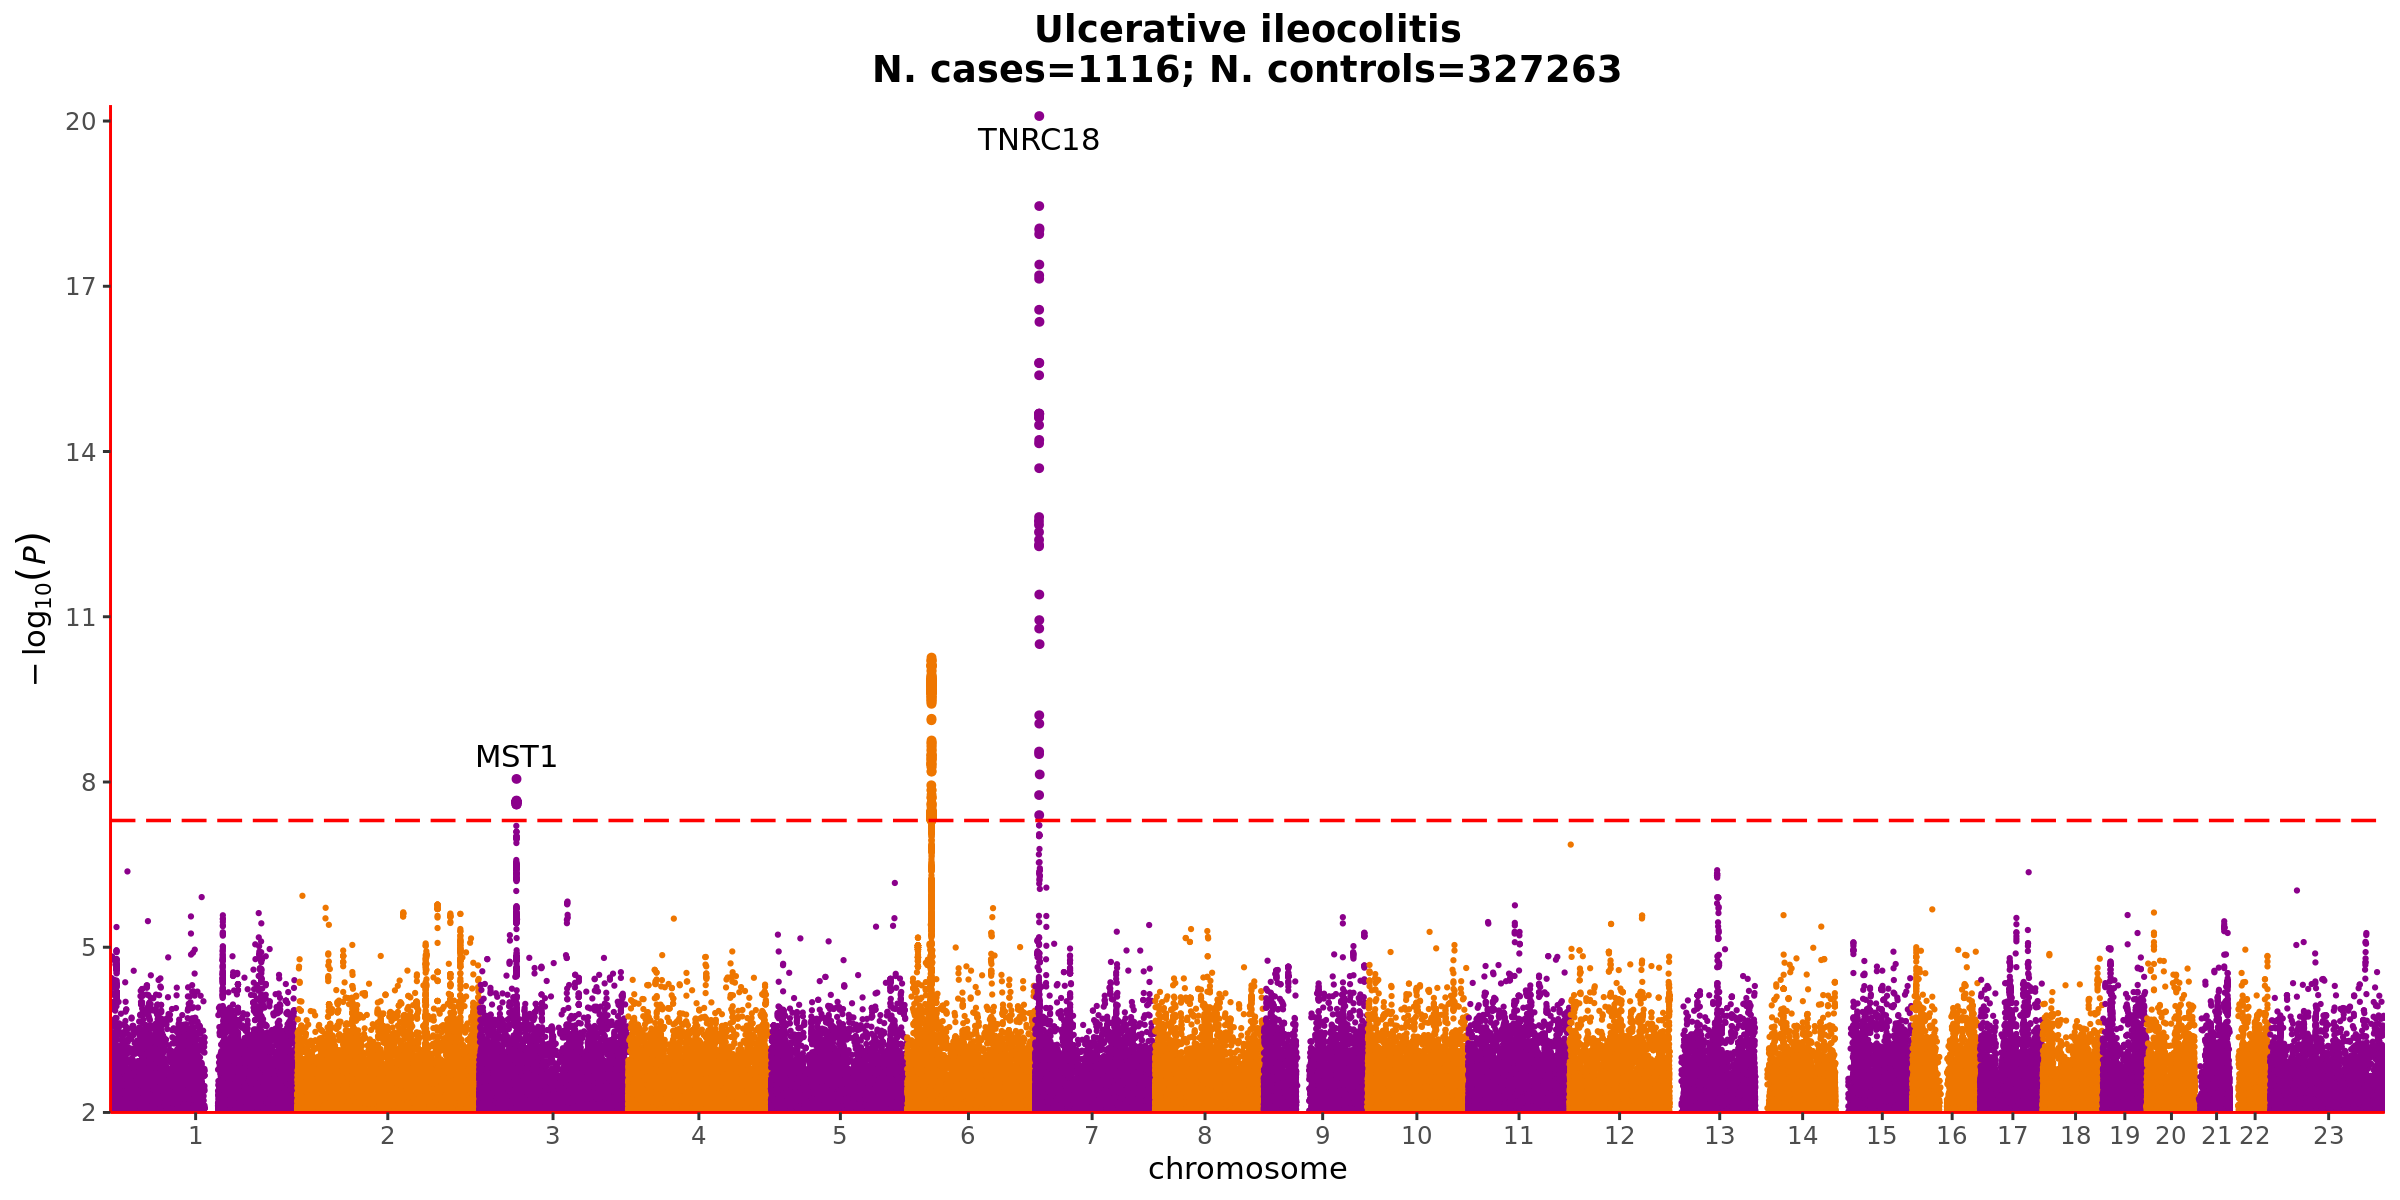 Ulcerative ileocolitis
N. cases=1116; N. controls=327263
20
17
14
11
8
5
2
−log₁₀(P)
TNRC18
MST1
1 2 3 4 5 6 7 8 9 10 11 12 13 14 15 16 17 18 19 20 21 22 23
chromosome